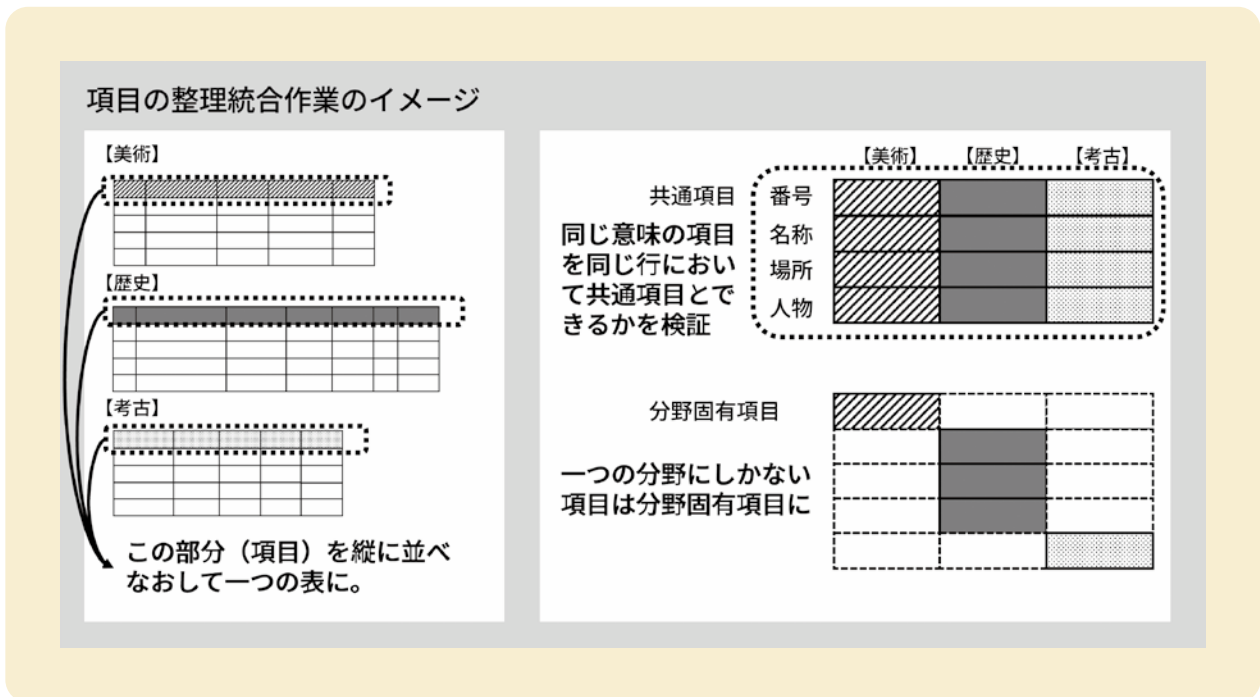 項目の整理統合作業のイメージ
【美術】
【歴史】
【考古】
この部分（項目）を縦に並べ
なおして一つの表に。
【美術】 【歴史】 【考古】
共通項目
同じ意味の項目
を同じ行におい
て共通項目とで
きるかを検証
番号
名称
場所
人物
分野固有項目
一つの分野にしかない
項目は分野固有項目に